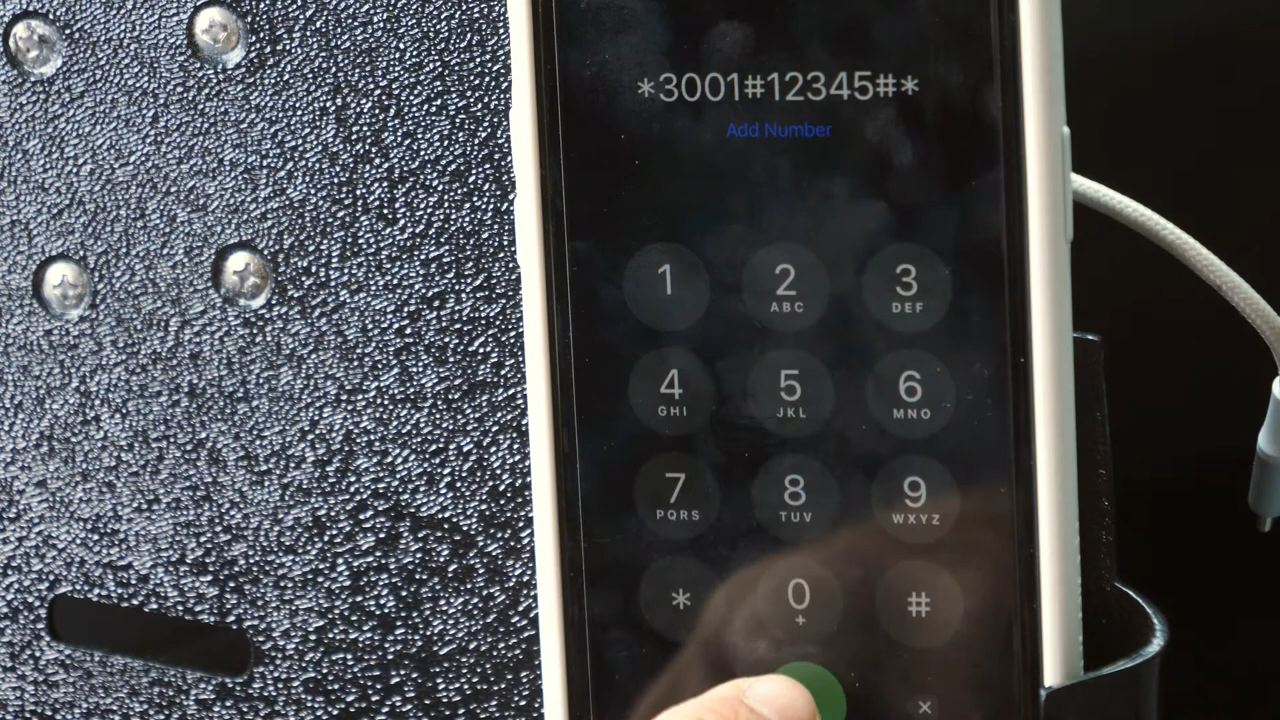 *3001#12345#*
Add Number
1 2 3
ABC DEF
4 5 6
GHI JKL MNO
7 8 9
PQRS TUV WXYZ
* 0 #
+